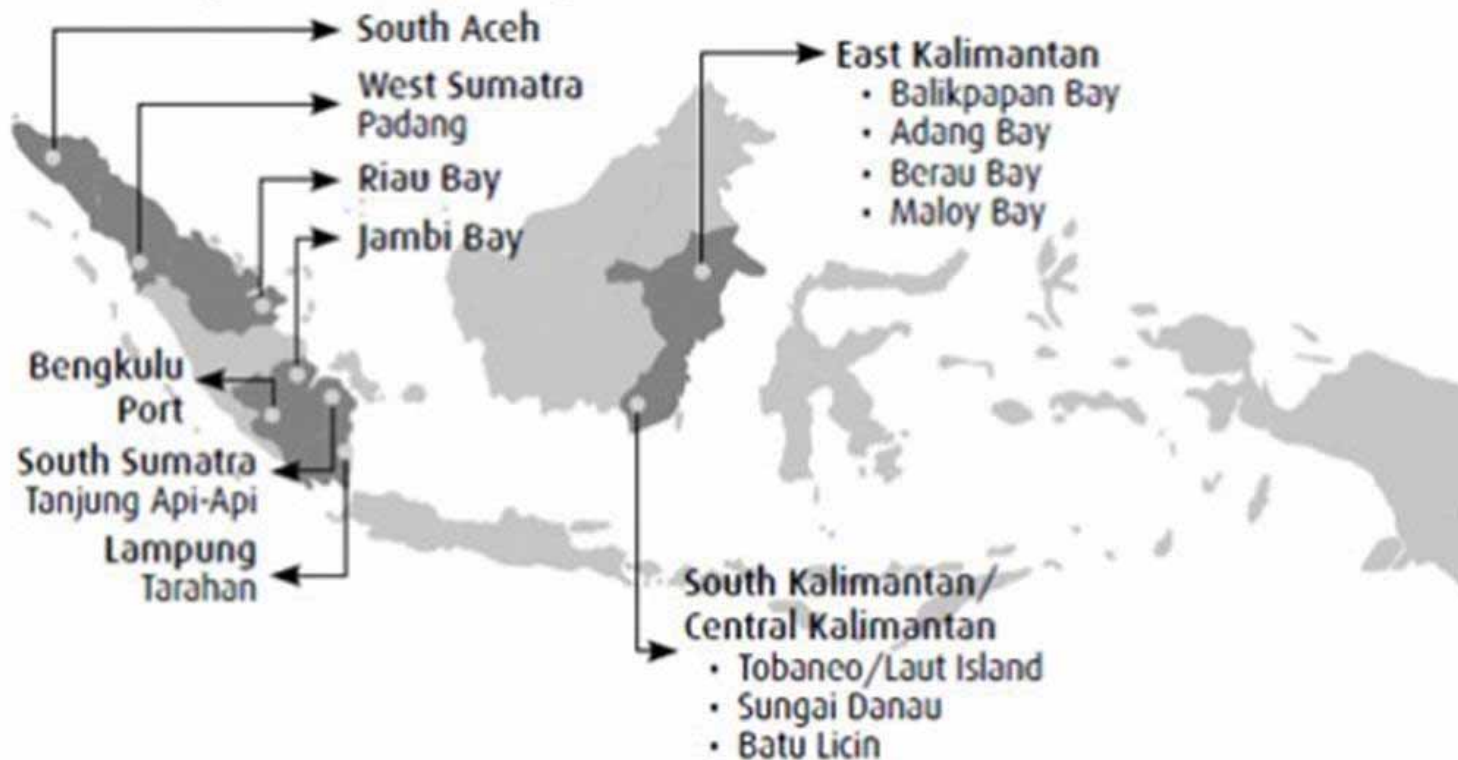 South Aceh
West Sumatra
Padang
Riau Bay
Jambi Bay
Bengkulu
Port
South Sumatra
Tanjung Api-Api
Lampung
Tarahan
East Kalimantan
• Balikpapan Bay
• Adang Bay
• Berau Bay
• Maloy Bay
South Kalimantan/
Central Kalimantan
• Tobaneo/Laut Island
• Sungai Danau
• Batu Licin